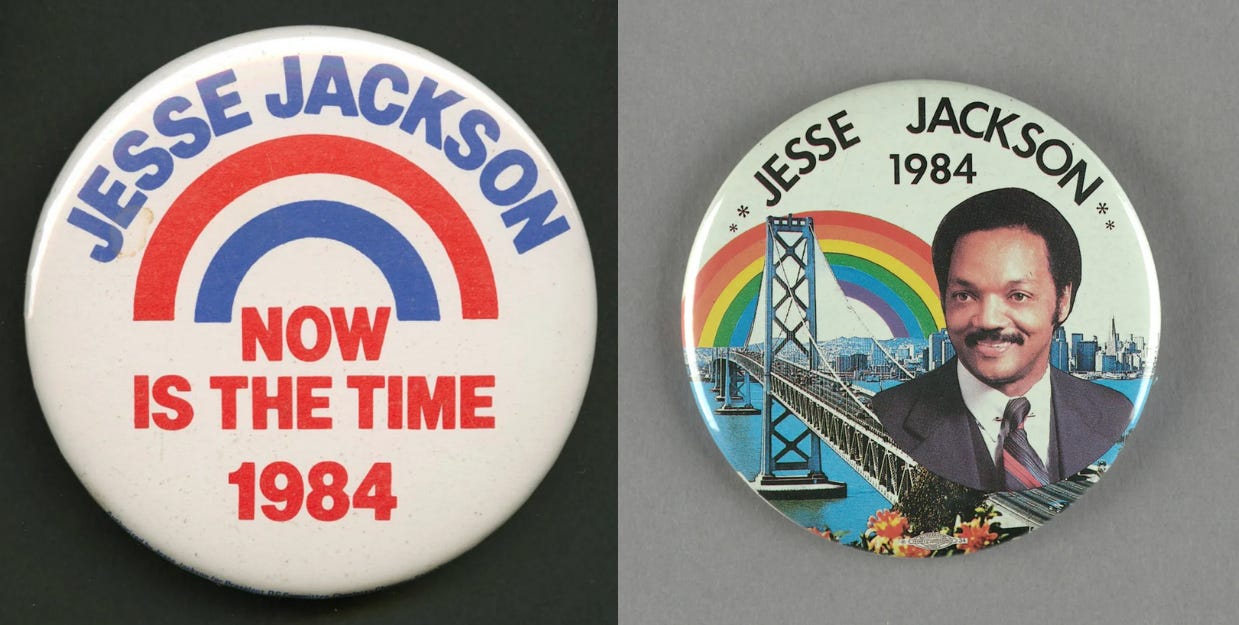 JESSE JACKSON
NOW
IS THE TIME
1984
JESSE JACKSON
1984